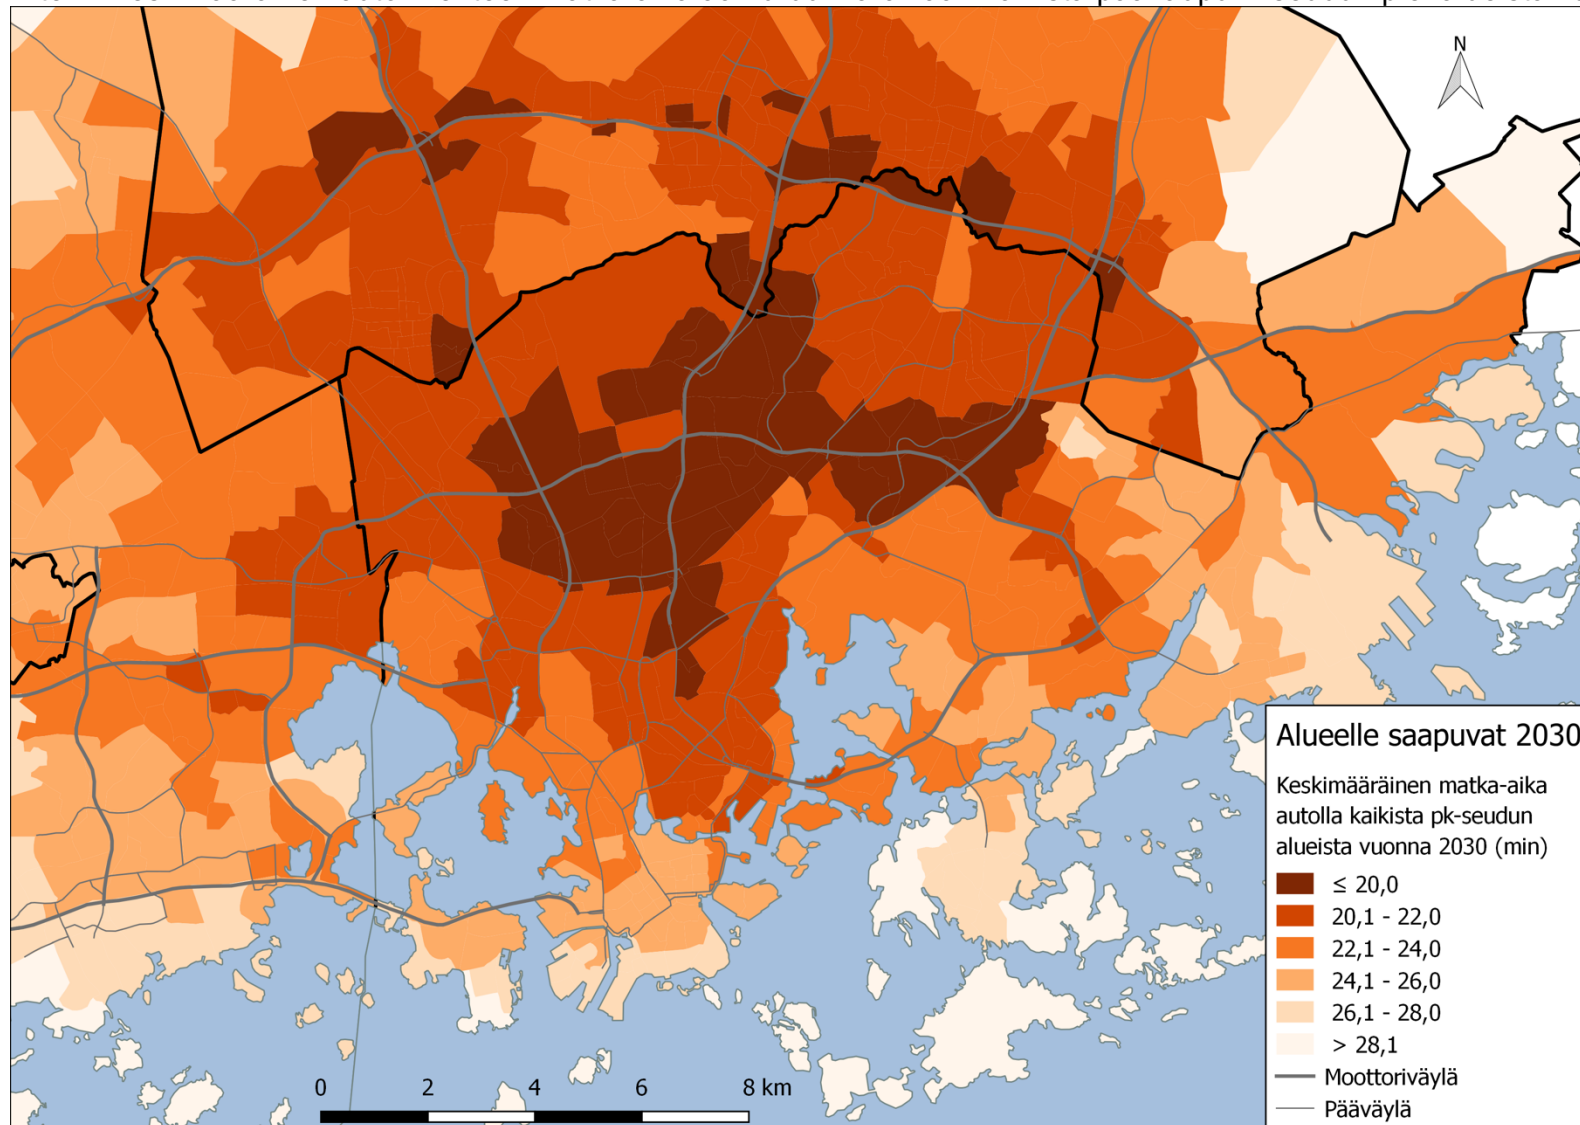 N
Alueelle saapuvat 2030
Keskimääräinen matka-aika
autolla kaikista pk-seudun
alueista vuonna 2030 (min)
≤ 20,0
20,1 - 22,0
22,1 - 24,0
24,1 - 26,0
26,1 - 28,0
> 28,1
Moottoriväylä
Pääväylä
0 2 4 6 8 km